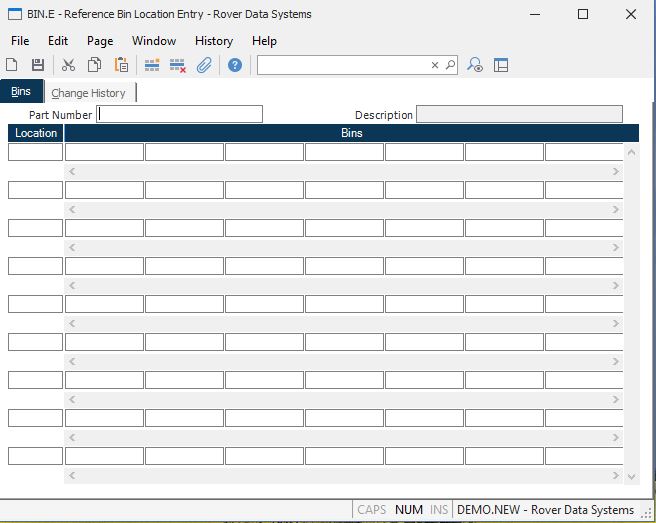 BIN.E - Reference Bin Location Entry - Rover Data Systems
File Edit Page Window History Help
Bins Change History
Part Number Description
Location Bins
CAPS NUM INS DEMO.NEW - Rover Data Systems